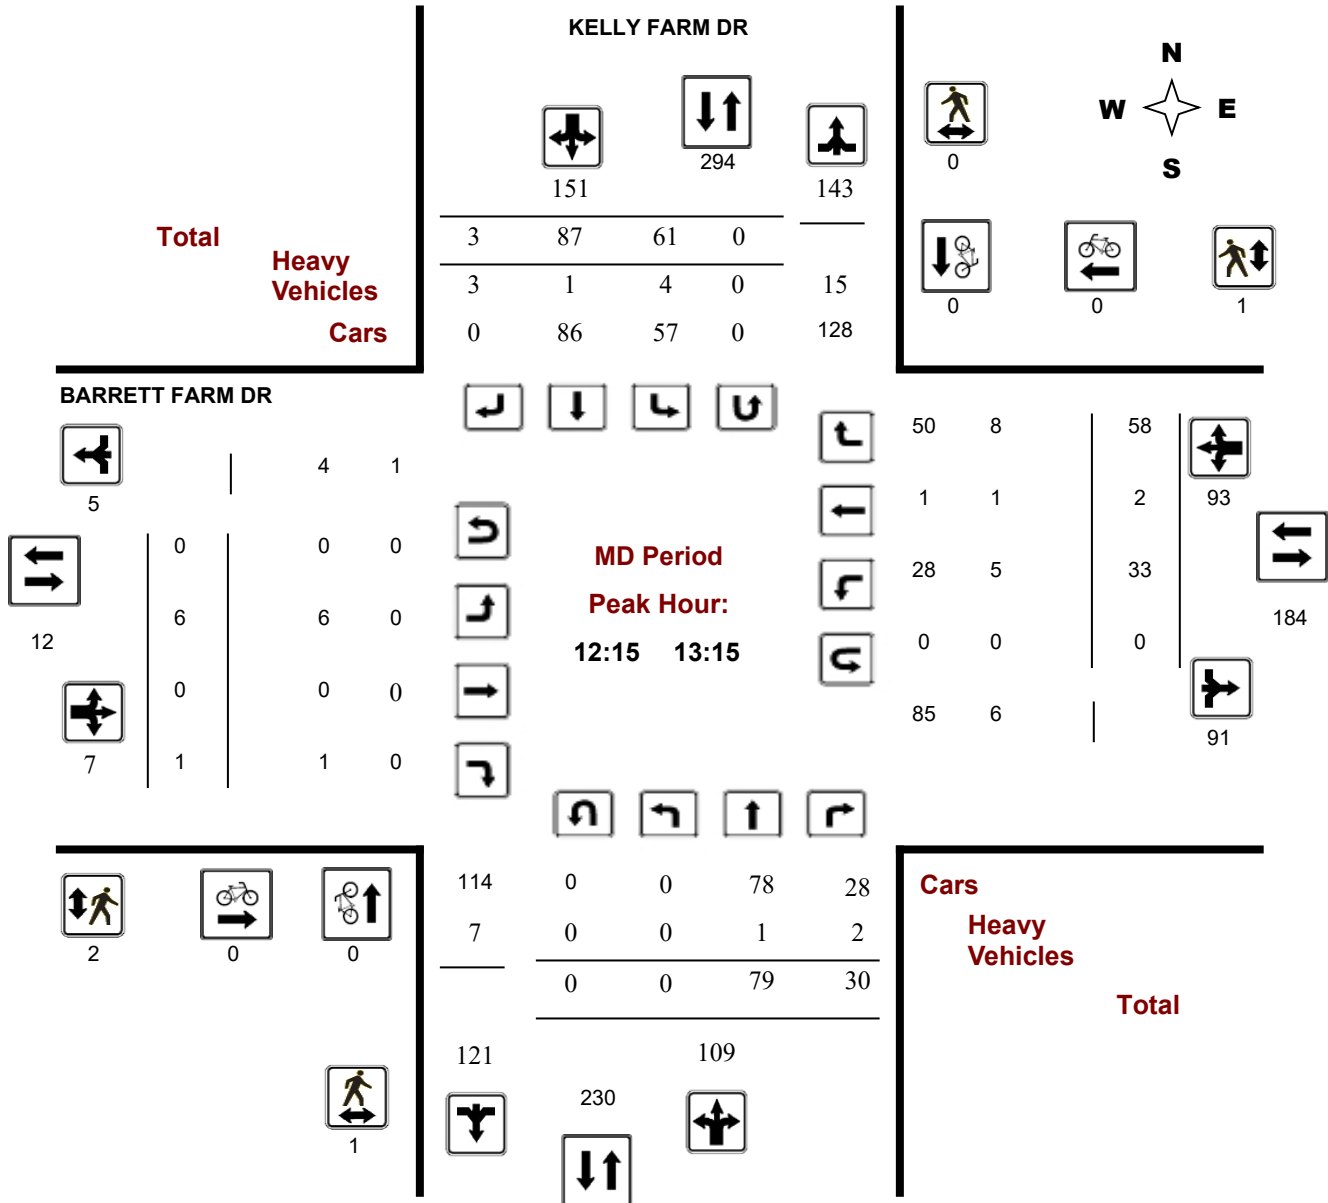 KELLY FARM DR
N
W E
S
294
0
151
143
Total
3 87 61 0
Heavy
Vehicles
3 1 4 0 15
0 0 1
Cars
0 86 57 0 128
BARRETT FARM DR
50 8 58
4 1
5
1 1 2
93
0 0 0
MD Period
28 5 33
Peak Hour:
6 6 0
184
12
12:15 13:15
0 0 0
0 0 0
85 6
91
7 1 1 0
114 0 0 78 28
Cars
7 0 0 1 2
Heavy
Vehicles
2 0 0
0 0 79 30
Total
121 109
230
1